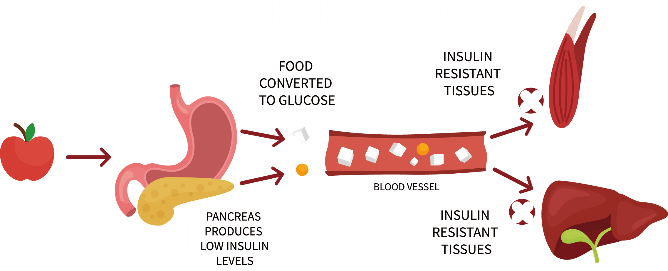 FOOD
CONVERTED
TO GLUCOSE
PANCREAS
PRODUCES
LOW INSULIN
LEVELS
BLOOD VESSEL
INSULIN
RESISTANT
TISSUES
INSULIN
RESISTANT
TISSUES